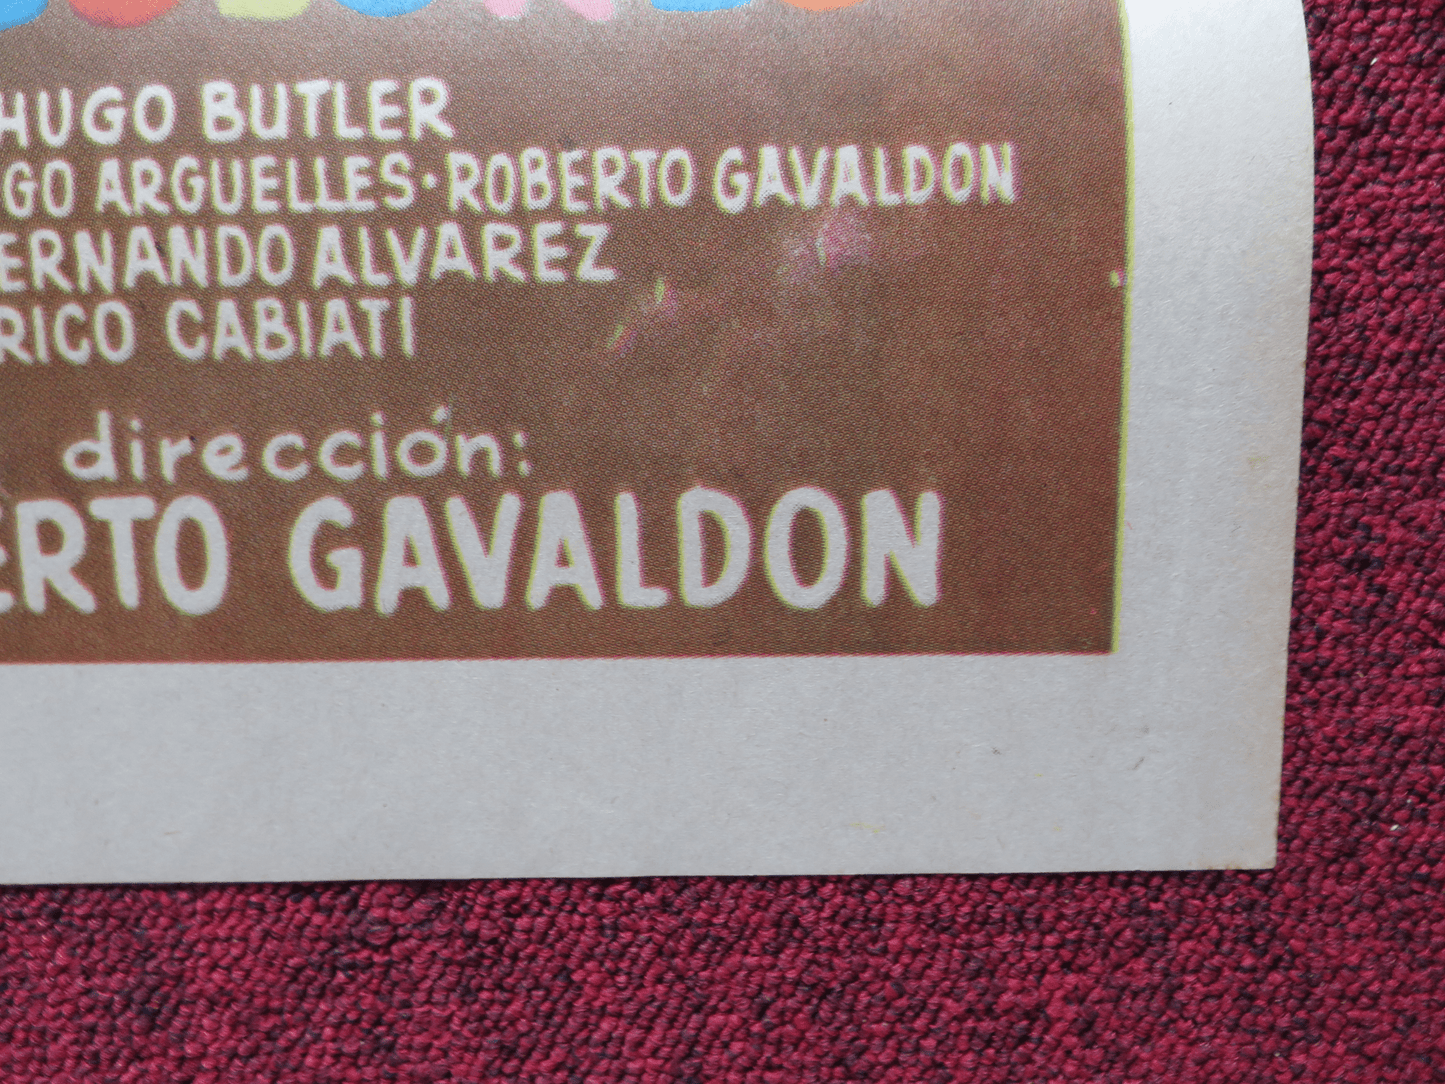 HUGO BUTLER
GO ARGUELLES · ROBERTO GAVALDON
ERNANDO ALVAREZ
RICO CABIATI
dirección:
ERTO GAVALDON